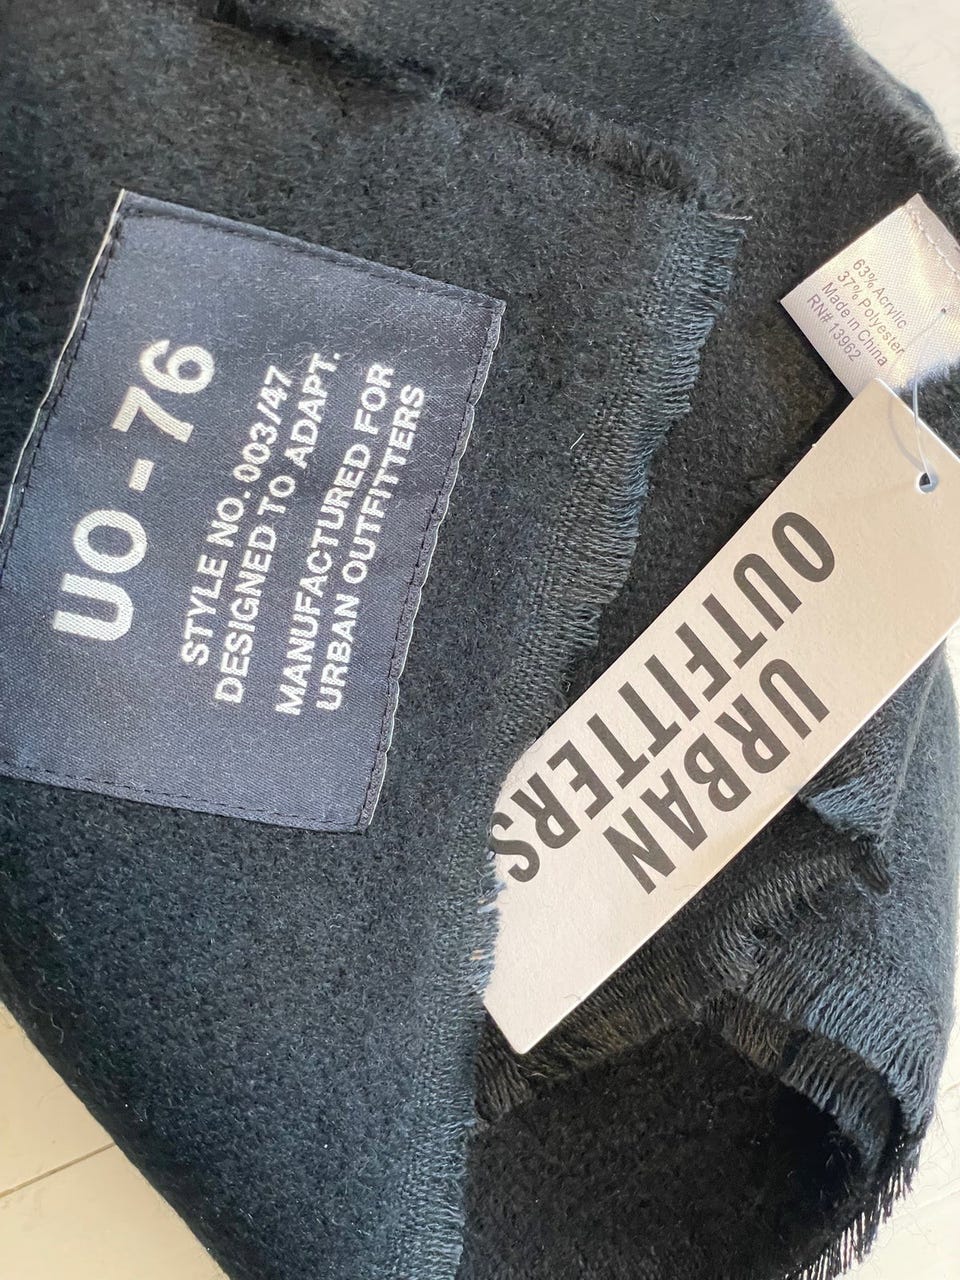 UO - 76
STYLE NO. 003/47
DESIGNED TO ADAPT.
MANUFACTURED FOR
URBAN OUTFITTERS
63% Acrylic
37% Polyester
Made in China
RN# 13962
URBAN
OUTFITTERS